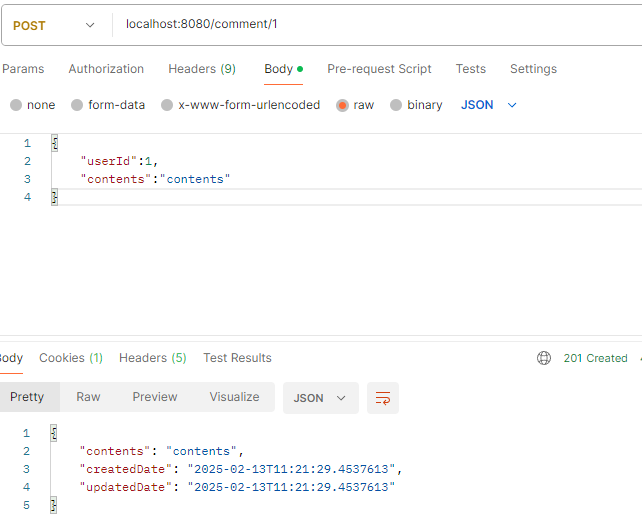 POST localhost:8080/comment/1
Params Authorization Headers (9) Body Pre-request Script Tests Settings
none form-data x-www-form-urlencoded raw binary JSON
1 {
2 "userId":1,
3 "contents":"contents"
4 }
Body Cookies (1) Headers (5) Test Results 201 Created
Pretty Raw Preview Visualize JSON
1 {
2 "contents": "contents",
3 "createdDate": "2025-02-13T11:21:29.4537613",
4 "updatedDate": "2025-02-13T11:21:29.4537613"
5 }